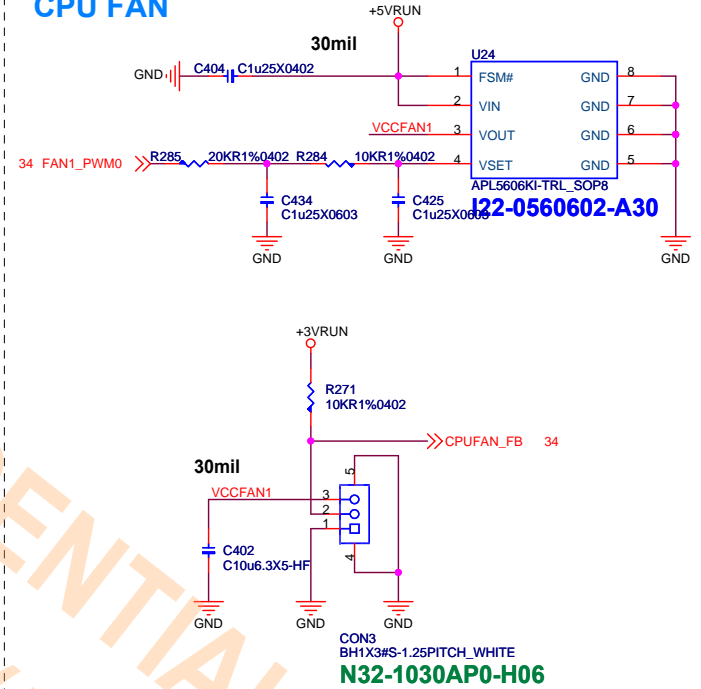 CPU FAN
+5VRUN
30mil
U24
GND C404 C1u25X0402
1 FSM# GND 8
2 VIN GND 7
VCCFAN1 3 VOUT GND 6
34 FAN1_PWM0 R285 20KR1%0402 R284 10KR1%0402 4 VSET GND 5
APL5606KI-TRL_SOP8
I22-0560602-A30
C434 C425
C1u25X0603 C1u25X0603
GND GND GND
+3VRUN
R271
10KR1%0402
CPUFAN_FB 34
30mil
5
VCCFAN1 3
2
1
C402
C10u6.3X5-HF
4
GND GND GND
CON3
BH1X3#S-1.25PITCH_WHITE
N32-1030AP0-H06
ENTIAL